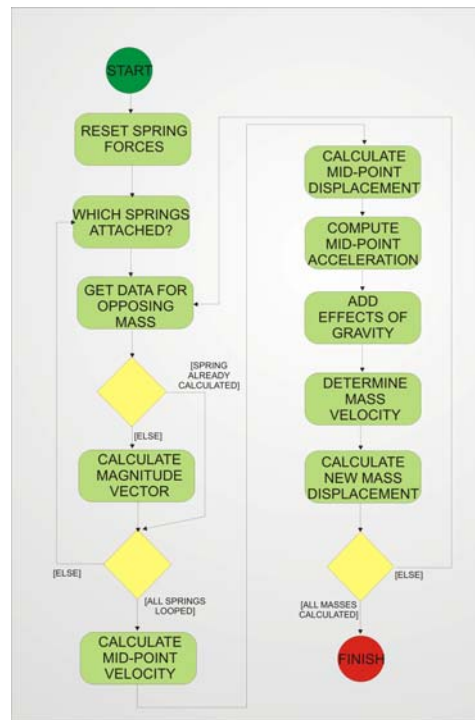 START
RESET SPRING
FORCES
WHICH SPRINGS
ATTACHED?
GET DATA FOR
OPPOSING
MASS
[SPRING
ALREADY
CALCULATED]
[ELSE]
CALCULATE
MAGNITUDE
VECTOR
[ELSE]
[ALL SPRINGS
LOOPED]
CALCULATE
MID-POINT
VELOCITY
CALCULATE
MID-POINT
DISPLACEMENT
COMPUTE
MID-POINT
ACCELERATION
ADD
EFFECTS OF
GRAVITY
DETERMINE
MASS
VELOCITY
CALCULATE
NEW MASS
DISPLACEMENT
[ELSE]
[ALL MASSES
CALCULATED]
FINISH